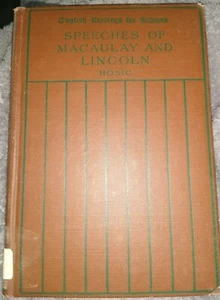 English Readings for Schools
SPEECHES OF
MACAULAY AND
LINCOLN
HOSIC